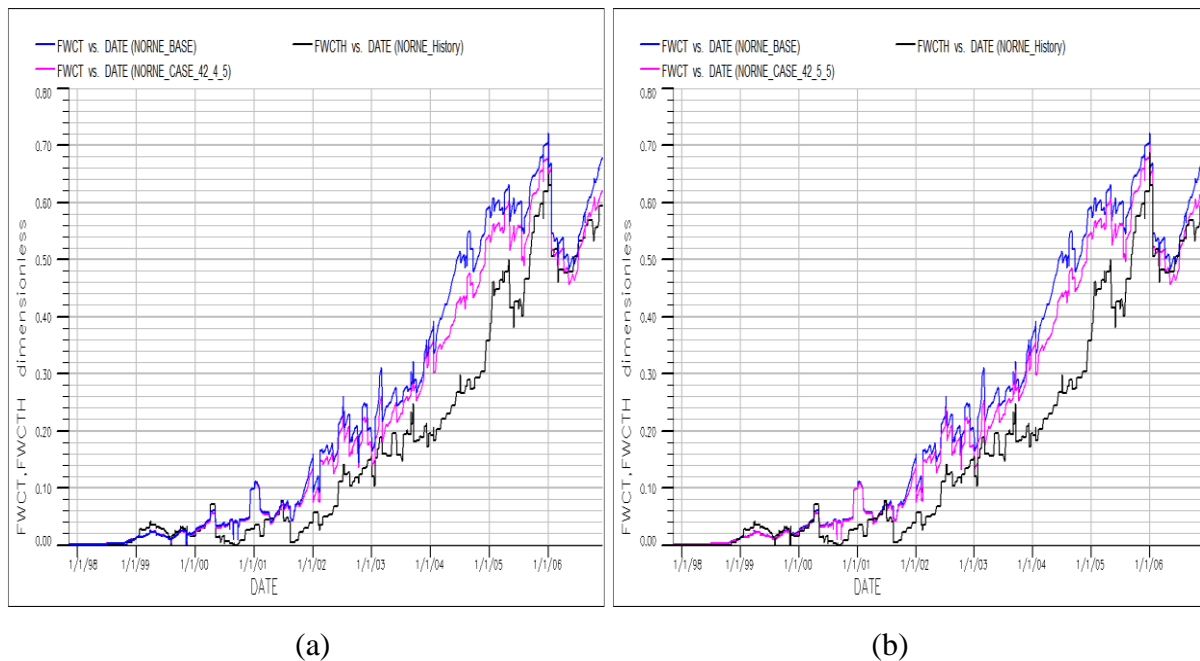 FWCT vs. DATE (NORNE_BASE)
FWCTH vs. DATE (NORNE_History)
FWCT vs. DATE (NORNE_CASE_42_4_5)
0.80
0.70
0.60
0.50
0.40
0.30
0.20
0.10
0.00
FWCT,FWCTH dimensionless
1/1/98 1/1/99 1/1/00 1/1/01 1/1/02 1/1/03 1/1/04 1/1/05 1/1/06
DATE
(a)
FWCT vs. DATE (NORNE_BASE)
FWCTH vs. DATE (NORNE_History)
FWCT vs. DATE (NORNE_CASE_42_5_5)
0.80
0.70
0.60
0.50
0.40
0.30
0.20
0.10
0.00
FWCT,FWCTH dimensionless
1/1/98 1/1/99 1/1/00 1/1/01 1/1/02 1/1/03 1/1/04 1/1/05 1/1/06
DATE
(b)